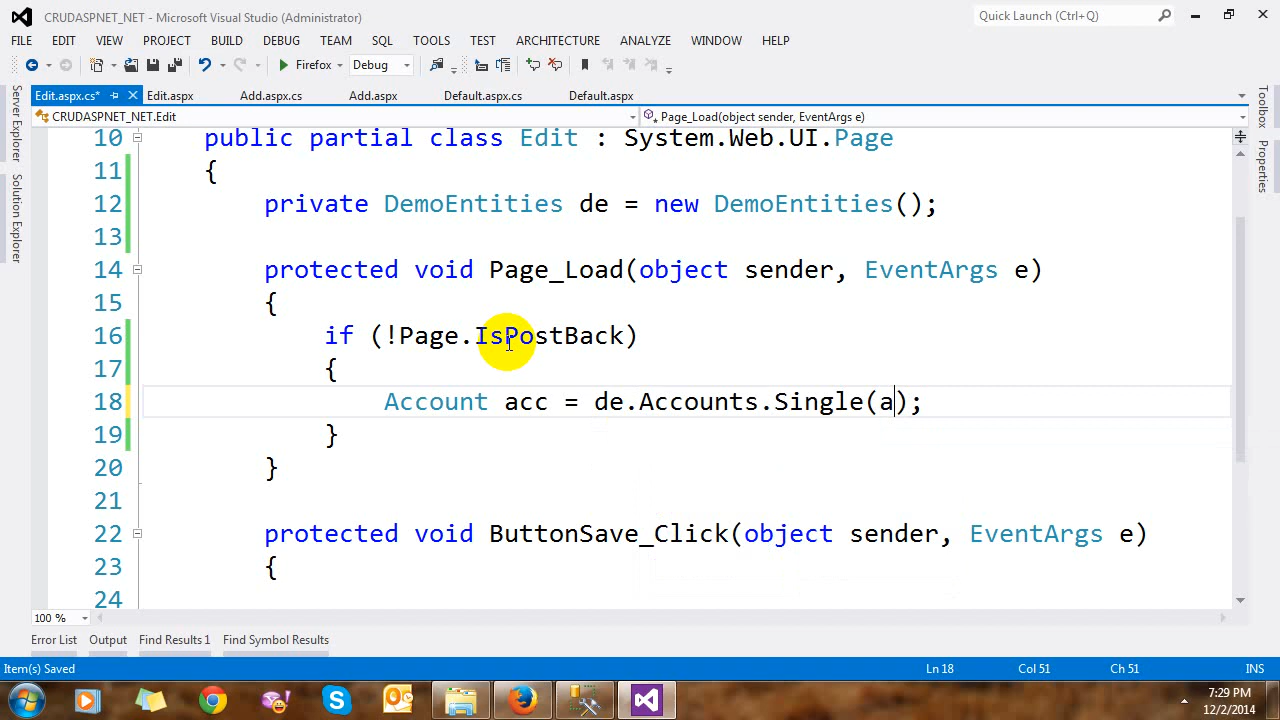 CRUDASPNET_NET - Microsoft Visual Studio (Administrator)
Quick Launch (Ctrl+Q)
FILE EDIT VIEW PROJECT BUILD DEBUG TEAM SQL TOOLS TEST ARCHITECTURE ANALYZE WINDOW HELP
Firefox Debug
Edit.aspx.cs* Edit.aspx Add.aspx.cs Add.aspx Default.aspx.cs Default.aspx
CRUDASPNET_NET.Edit Page_Load(object sender, EventArgs e)
Server Explorer
Solution Explorer
Toolbox
Properties
10 public partial class Edit : System.Web.UI.Page
11 {
12 private DemoEntities de = new DemoEntities();
13
14 protected void Page_Load(object sender, EventArgs e)
15 {
16 if (!Page.IsPostBack)
17 {
18 Account acc = de.Accounts.Single(a);
19 }
20 }
21
22 protected void ButtonSave_Click(object sender, EventArgs e)
23 {
24
100 %
Error List Output Find Results 1 Find Symbol Results
Item(s) Saved Ln 18 Col 51 Ch 51 INS
7:29 PM
12/2/2014